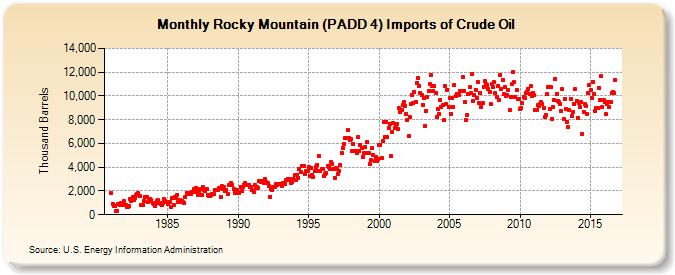 Monthly Rocky Mountain (PADD 4) Imports of Crude Oil
Thousand Barrels
14,000
12,000
10,000
8,000
6,000
4,000
2,000
0
1985 1990 1995 2000 2005 2010 2015
Source: U.S. Energy Information Administration